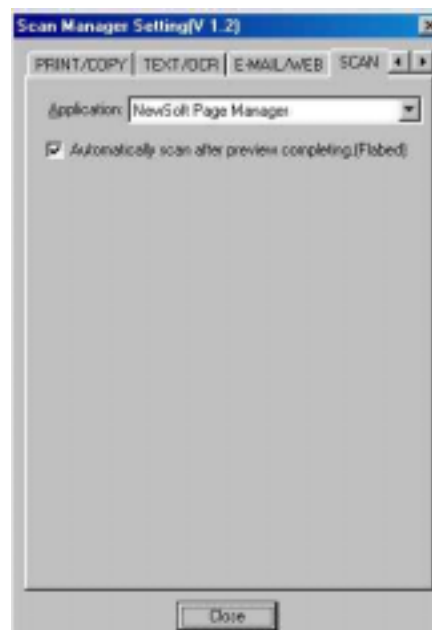 Scan Manager Setting(V 1.2)
PRINT/COPY TEXT/OCR E-MAIL/WEB SCAN
Application: NewSoft Page Manager
Automatically scan after preview completing.(Flabed)
Close